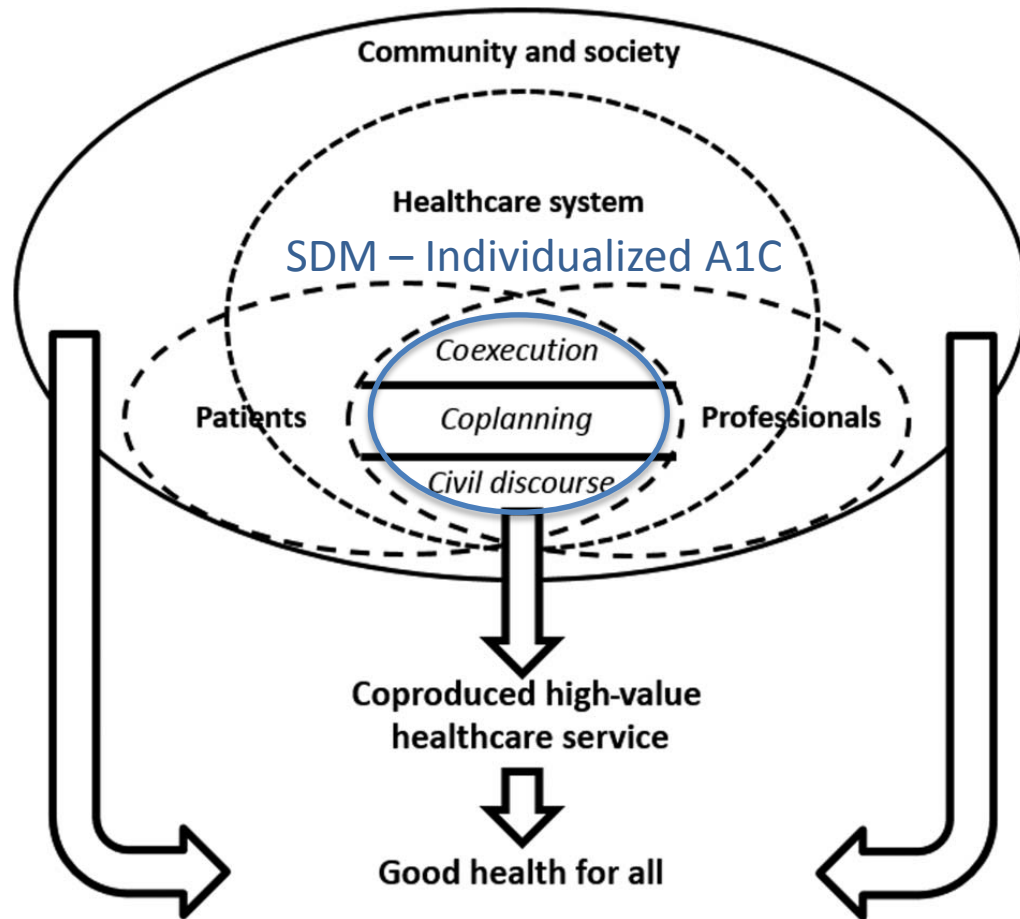 Community and society
Healthcare system
SDM – Individualized A1C
Coexecution
Patients
Coplanning
Professionals
Civil discourse
Coproduced high-value
healthcare service
Good health for all